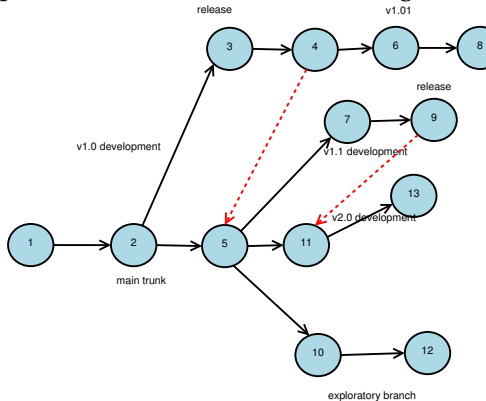 release
v1.01
3
4
6
8
release
7
9
v1.0 development
v1.1 development
13
v2.0 development
1
2
5
11
main trunk
10
12
exploratory branch